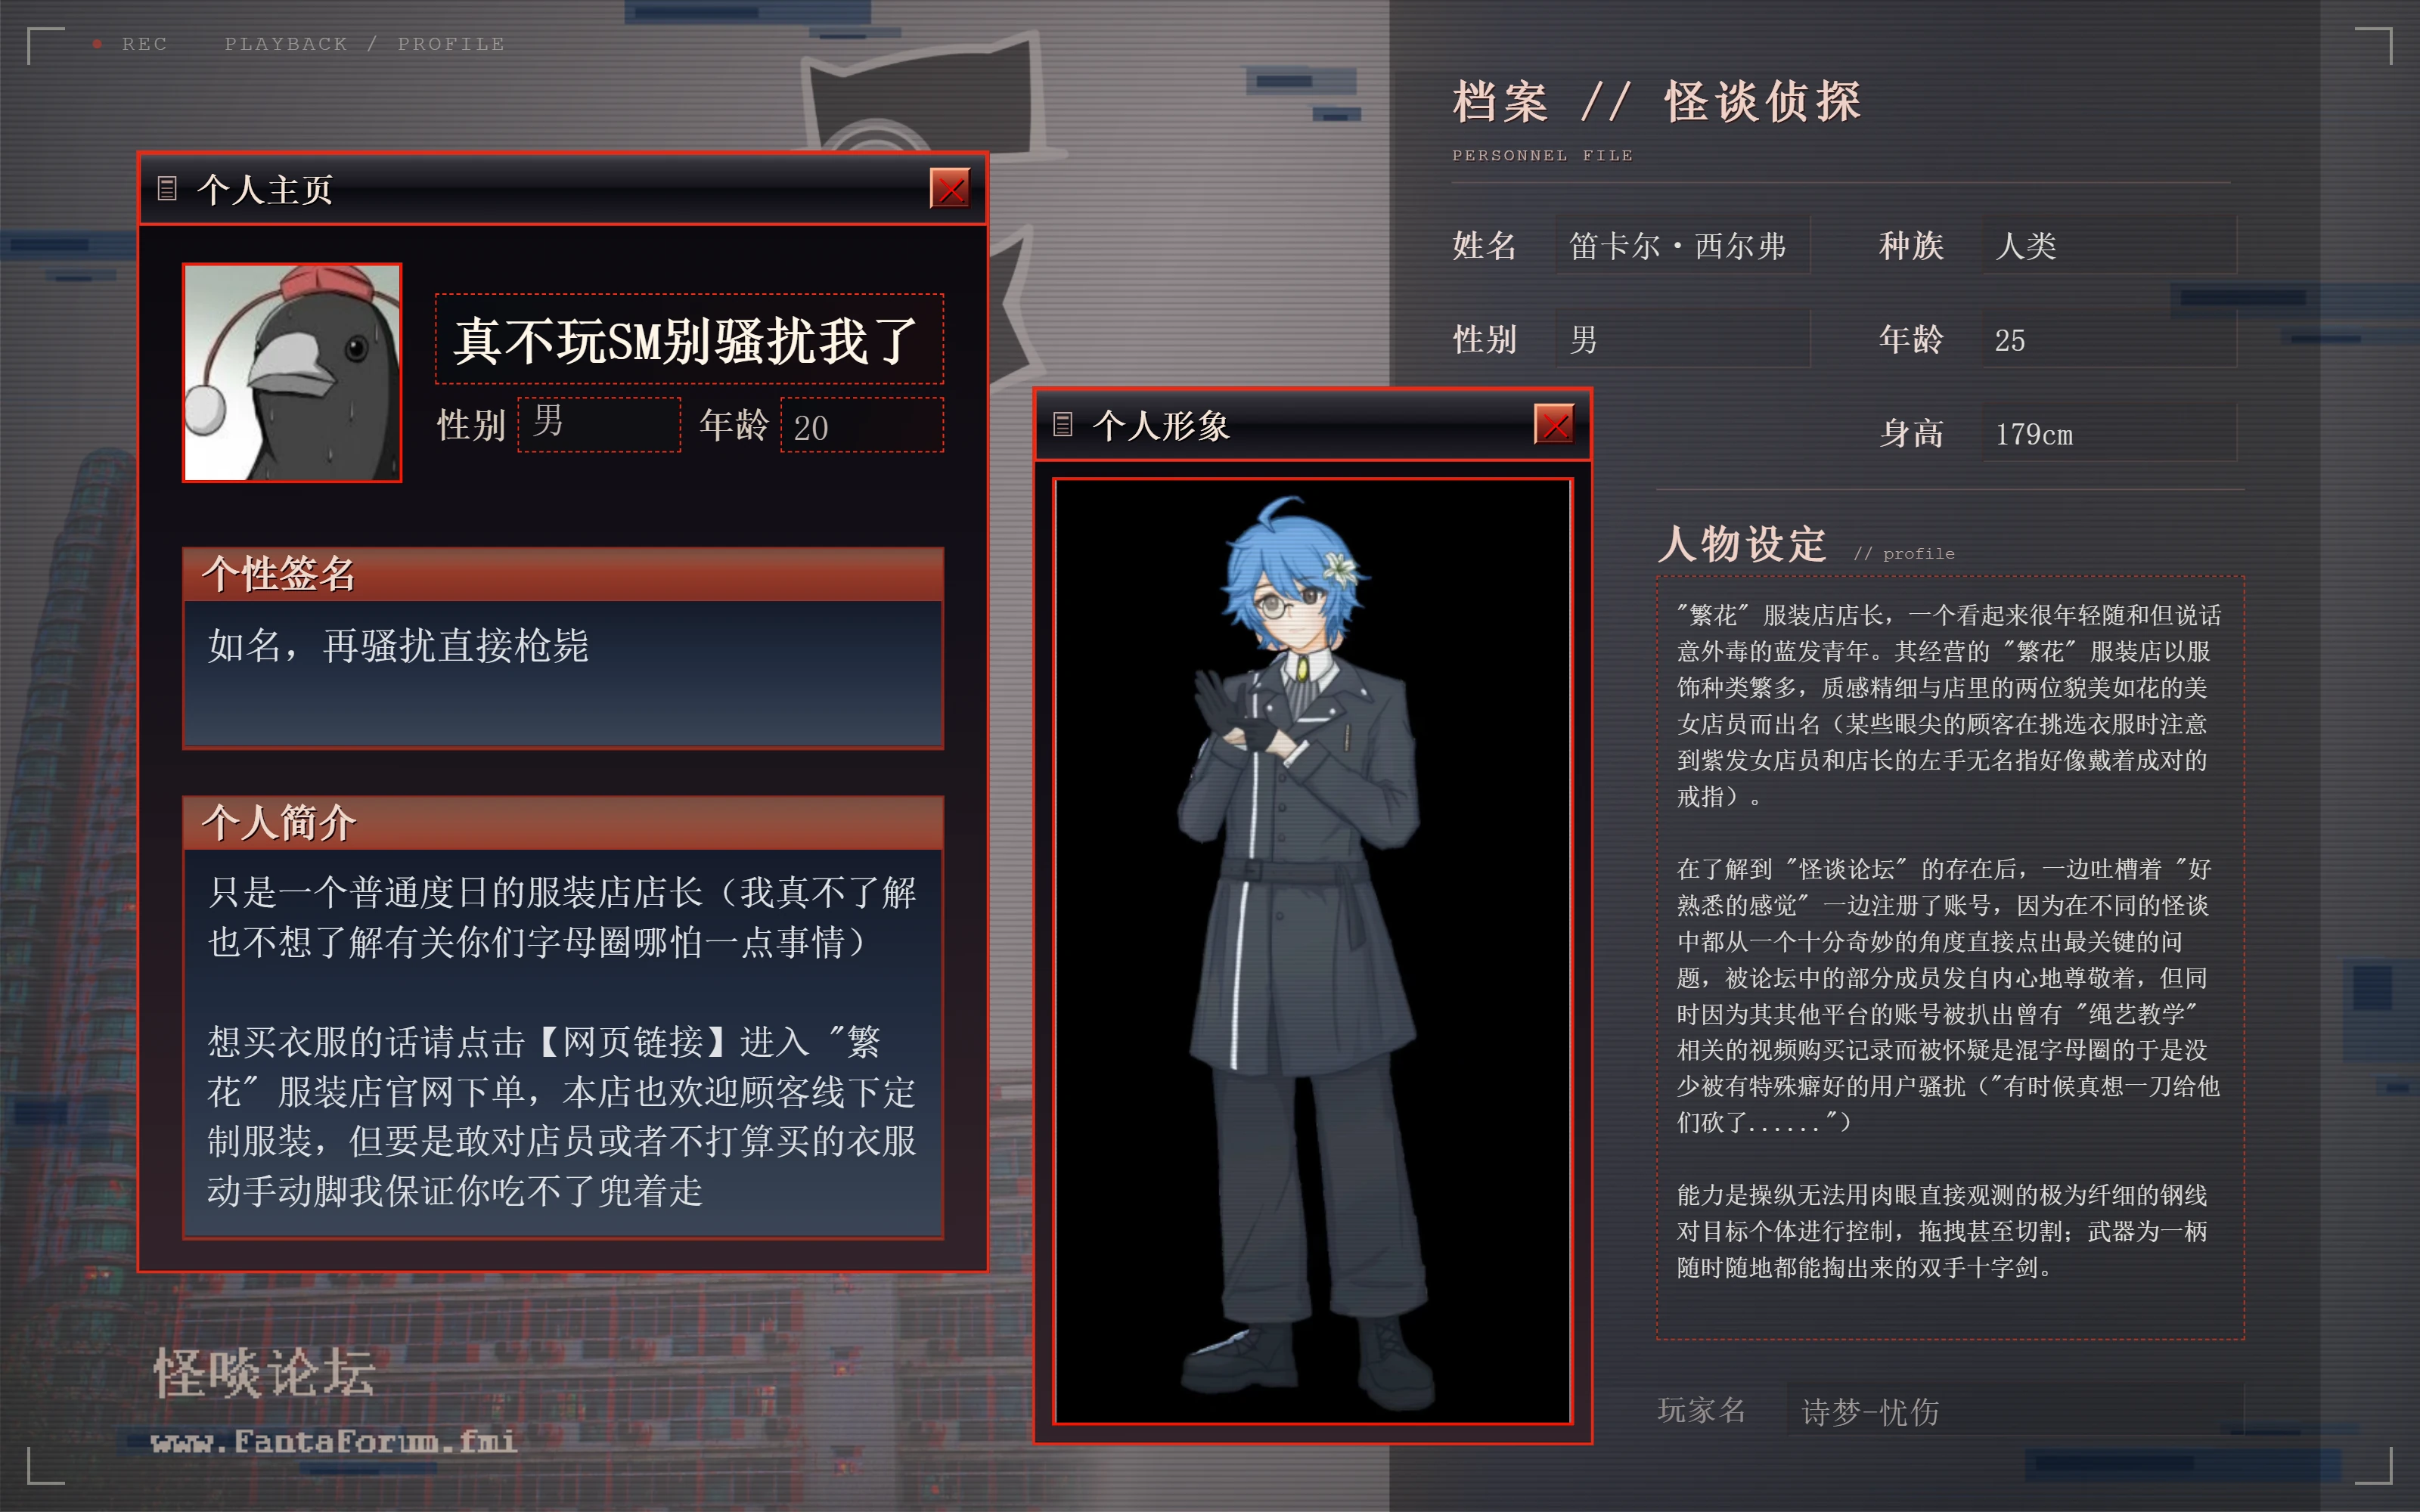 REC PLAYBACK / PROFILE
个人主页
真不玩SM别骚扰我了
性别 男 年龄 20
个性签名
如名，再骚扰直接枪毙
个人简介
只是一个普通度日的服装店店长（我真不了解
也不想了解有关你们字母圈哪怕一点事情）
想买衣服的话请点击【网页链接】进入 "繁
花" 服装店官网下单，本店也欢迎顾客线下定
制服装，但要是敢对店员或者不打算买的衣服
动手动脚我保证你吃不了兜着走
怪啖论坛
www.FantaForum.fmi
个人形象
档案 // 怪谈侦探
PERSONNEL FILE
姓名 笛卡尔・西尔弗 种族 人类
性别 男 年龄 25
身高 179cm
人物设定 // profile
"繁花" 服装店店长，一个看起来很年轻随和但说话
意外毒的蓝发青年。其经营的 "繁花" 服装店以服
饰种类繁多，质感精细与店里的两位貌美如花的美
女店员而出名（某些眼尖的顾客在挑选衣服时注意
到紫发女店员和店长的左手无名指好像戴着成对的
戒指）。
在了解到 "怪谈论坛" 的存在后，一边吐槽着 "好
熟悉的感觉" 一边注册了账号，因为在不同的怪谈
中都从一个十分奇妙的角度直接点出最关键的问
题，被论坛中的部分成员发自内心地尊敬着，但同
时因为其其他平台的账号被扒出曾有 "绳艺教学"
相关的视频购买记录而被怀疑是混字母圈的于是没
少被有特殊癖好的用户骚扰（"有时候真想一刀给他
们砍了......"）
能力是操纵无法用肉眼直接观测的极为纤细的钢线
对目标个体进行控制，拖拽甚至切割；武器为一柄
随时随地都能掏出来的双手十字剑。
玩家名 诗梦-忧伤